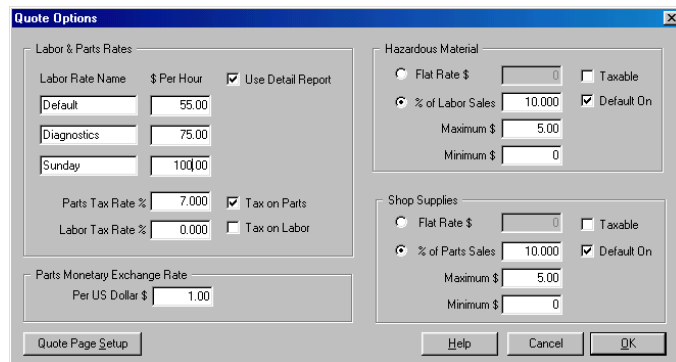 Quote Options
Labor & Parts Rates
Labor Rate Name $ Per Hour Use Detail Report
Default 55.00
Diagnostics 75.00
Sunday 100.00
Parts Tax Rate % 7.000 Tax on Parts
Labor Tax Rate % 0.000 Tax on Labor
Parts Monetary Exchange Rate
Per US Dollar $ 1.00
Hazardous Material
Flat Rate $ 0 Taxable
% of Labor Sales 10.000 Default On
Maximum $ 5.00
Minimum $ 0
Shop Supplies
Flat Rate $ 0 Taxable
% of Parts Sales 10.000 Default On
Maximum $ 5.00
Minimum $ 0
Quote Page Setup Help Cancel OK